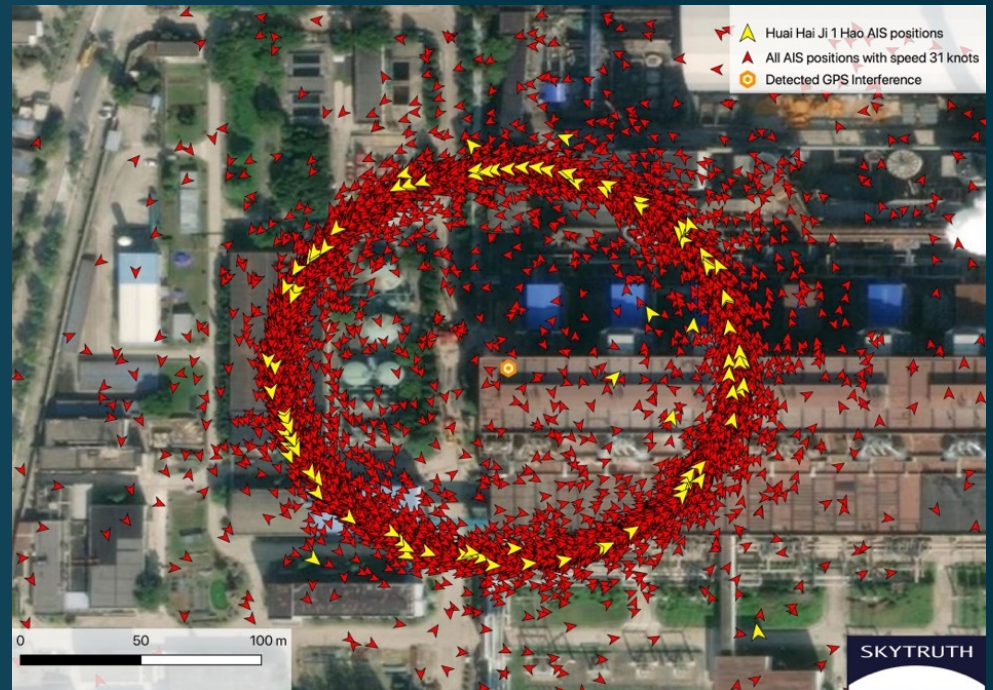 Huai Hai Ji 1 Hao AIS positions
All AIS positions with speed 31 knots
Detected GPS Interference
0 50 100 m
SKYTRUTH